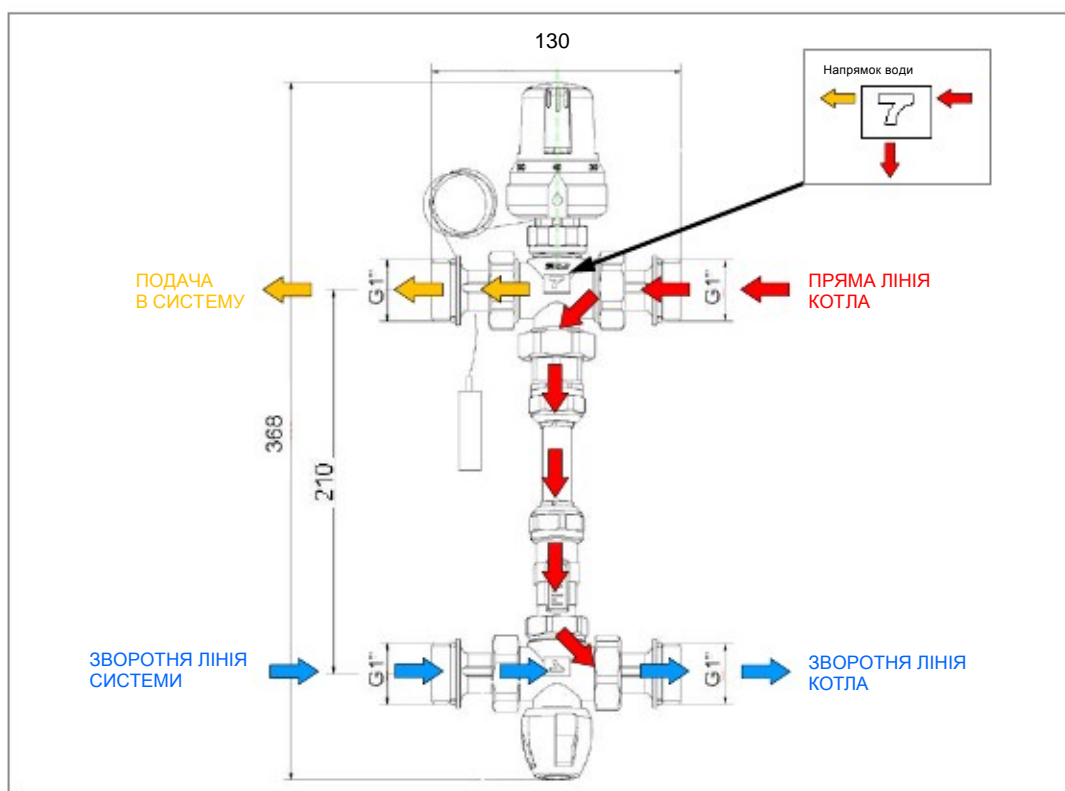 130
Напрямок води
7
ПОДАЧА
В СИСТЕМУ
G1"
G1"
ПРЯМА ЛІНІЯ
КОТЛА
368
210
ЗВОРОТНЯ ЛІНІЯ
СИСТЕМИ
G1"
G1"
ЗВОРОТНЯ ЛІНІЯ
КОТЛА